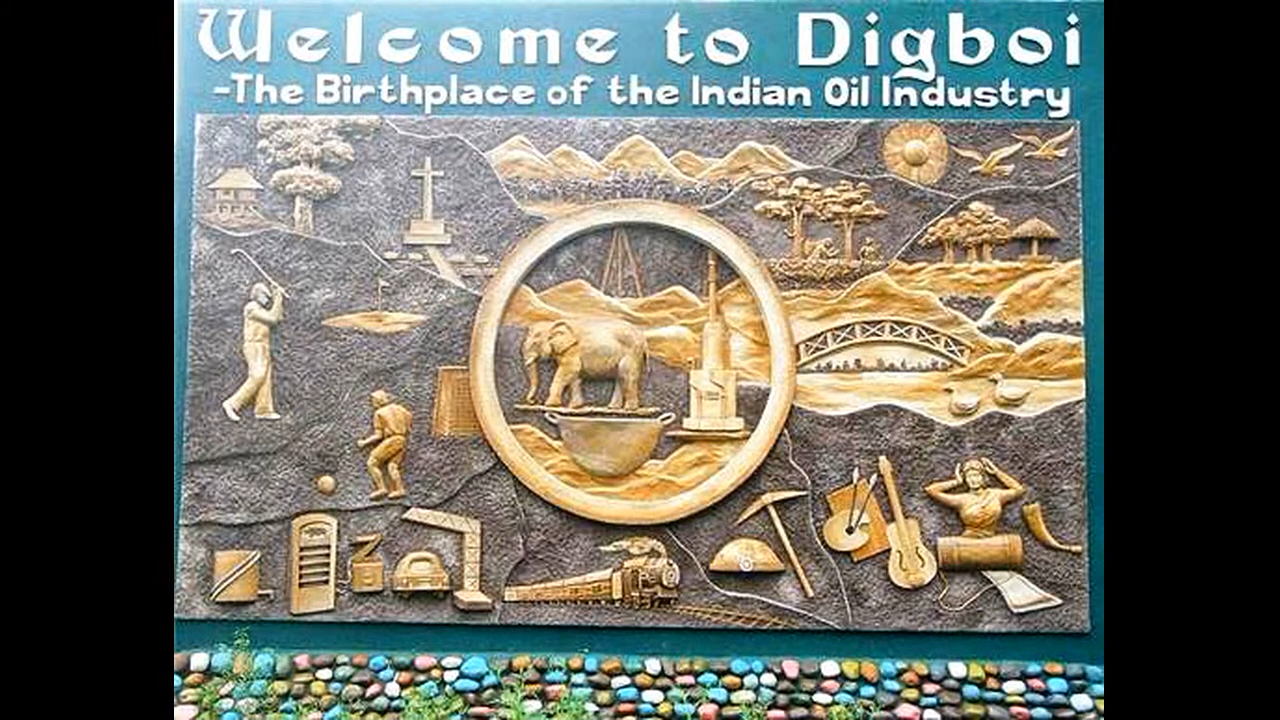 Welcome to Digboi
-The Birthplace of the Indian Oil Industry